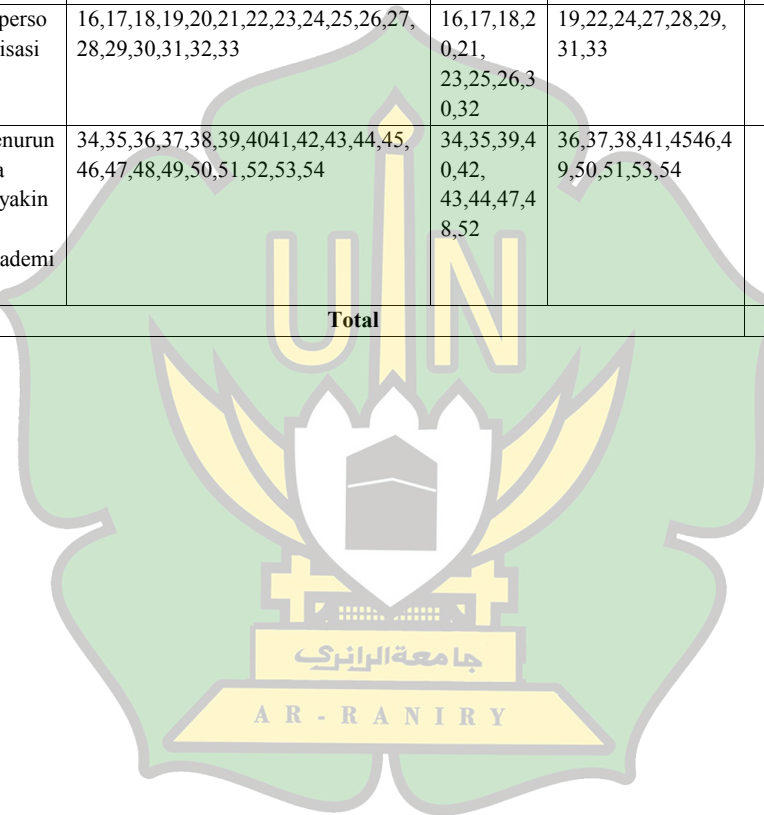 perso 16,17,18,19,20,21,22,23,24,25,26,27, 16,17,18,2 19,22,24,27,28,29,
isasi 28,29,30,31,32,33 0,21, 31,33
23,25,26,3
0,32
enurun 34,35,36,37,38,39,4041,42,43,44,45, 34,35,39,4 36,37,38,41,4546,4
a 46,47,48,49,50,51,52,53,54 0,42, 9,50,51,53,54
yakin 43,44,47,4
8,52
ademi
Total
UIN
جامعة الرانري
AR-RANIRY